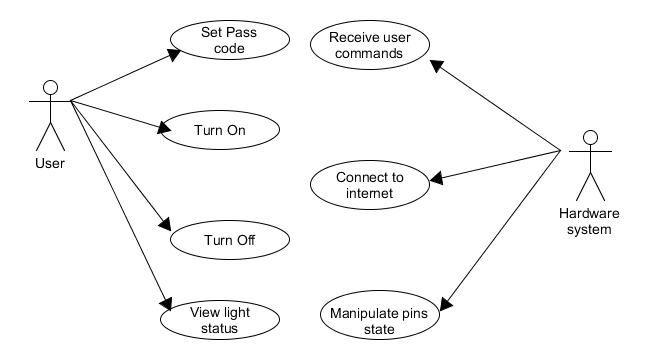 Set Pass
code
Receive user
commands
Turn On
User
Connect to
internet
Hardware
system
Turn Off
View light
status
Manipulate pins
state